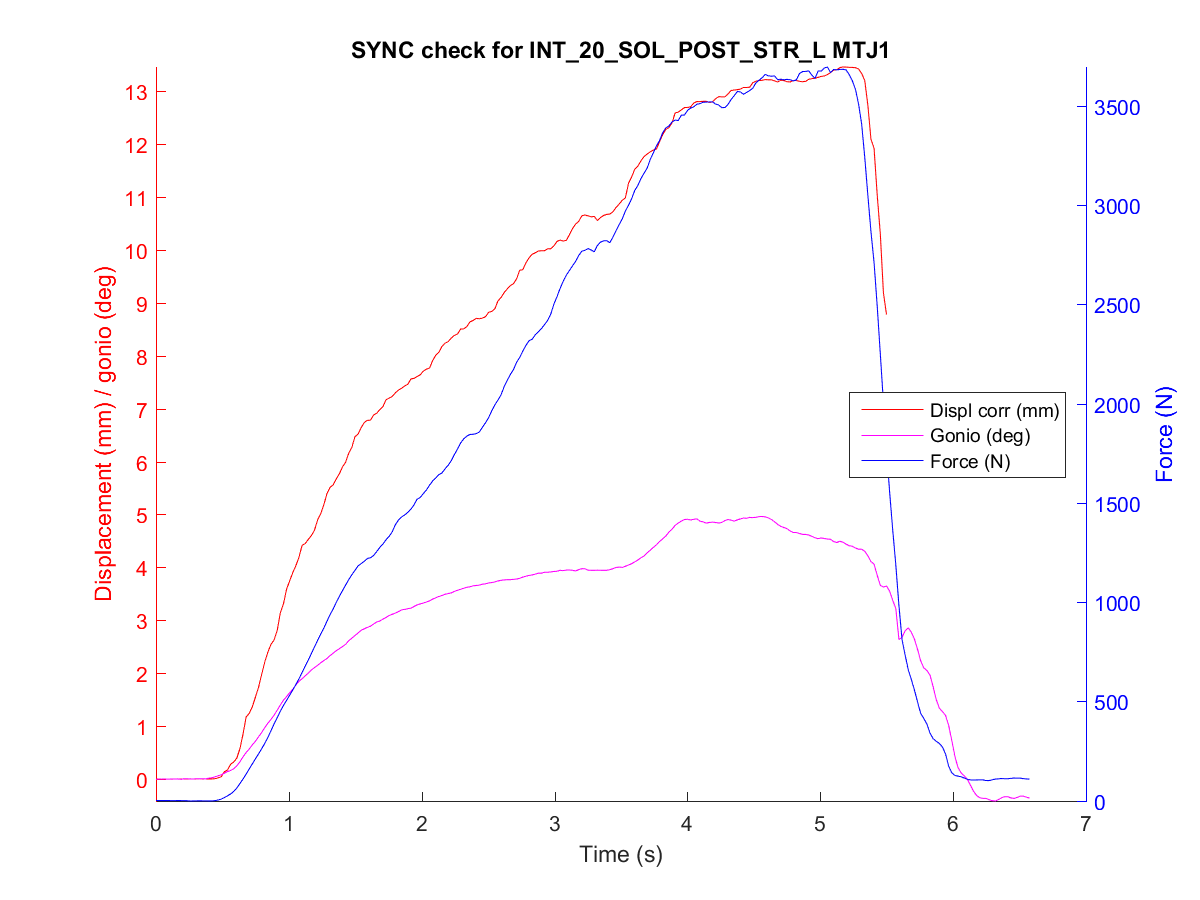 SYNC check for INT_20_SOL_POST_STR_L MTJ1
Displacement (mm) / gonio (deg)
13
12
11
10
9
8
7
6
5
4
3
2
1
0
Displ corr (mm)
Gonio (deg)
Force (N)
3500
3000
2500
2000
1500
1000
500
0
Force (N)
0 1 2 3 4 5 6 7
Time (s)